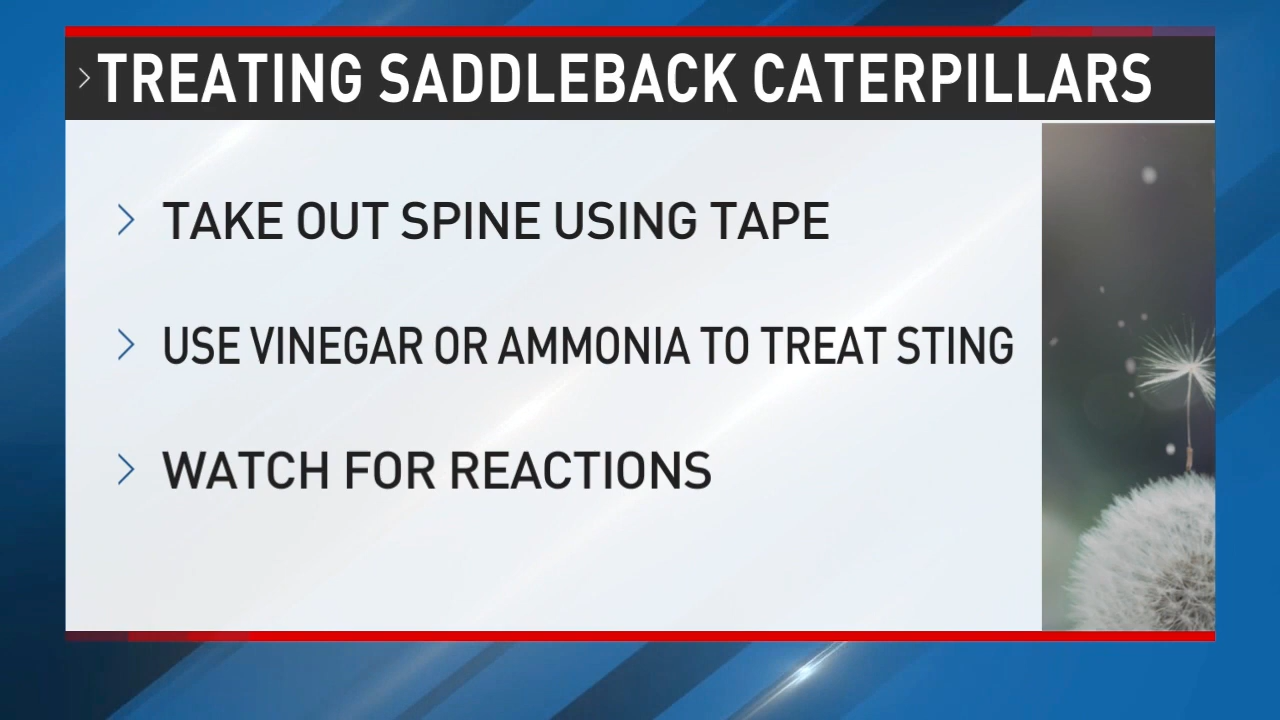 TREATING SADDLEBACK CATERPILLARS
TAKE OUT SPINE USING TAPE
USE VINEGAR OR AMMONIA TO TREAT STING
WATCH FOR REACTIONS